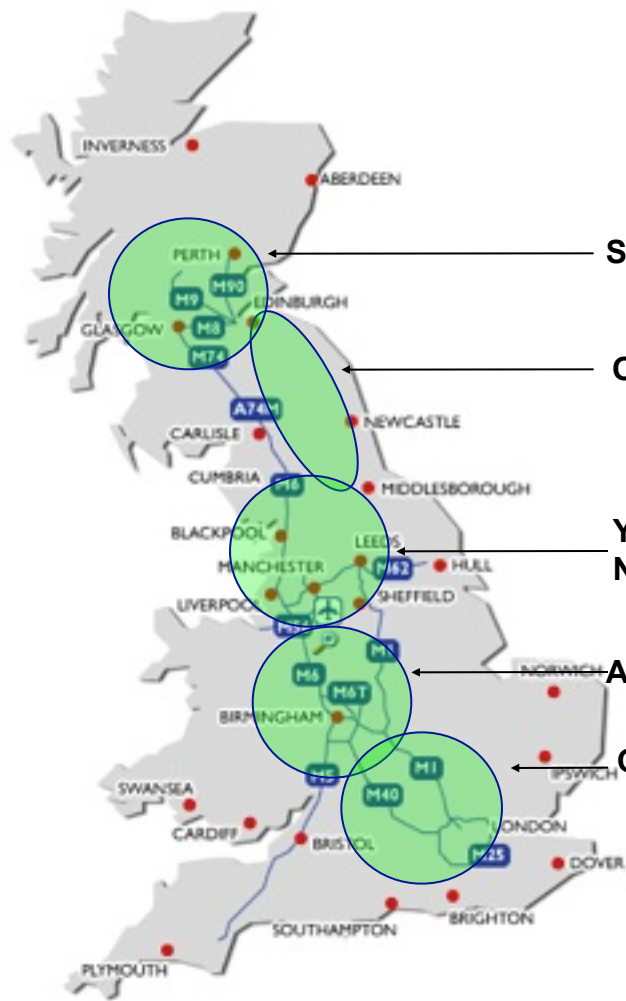 INVERNESS
ABERDEEN
PERTH
S
M90
M9
EDINBURGH
GLASGOW
M8
M74
C
A74M
NEWCASTLE
CARLISLE
CUMBRIA
M6
MIDDLESBOROUGH
BLACKPOOL
Y
LEEDS
MANCHESTER
M62
HULL
N
LIVERPOOL
SHEFFIELD
M1
M6
A
NORWICH
M6T
BIRMINGHAM
M1
IPSWICH
M5
SWANSEA
M40
CARDIFF
LONDON
BRISTOL
M25
DOVER
BRIGHTON
SOUTHAMPTON
PLYMOUTH